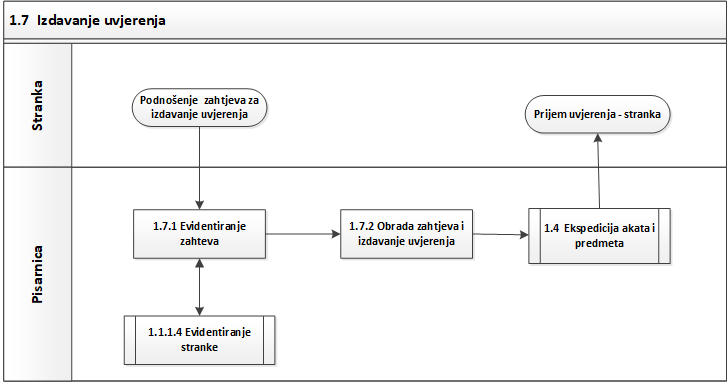 1.7 Izdavanje uvjerenja
Stranka
Podnošenje zahtjeva za
izdavanje uvjerenja
Prijem uvjerenja - stranka
Pisarnica
1.7.1 Evidentiranje
zahteva
1.7.2 Obrada zahtjeva i
izdavanje uvjerenja
1.4 Ekspedicija akata i
predmeta
1.1.1.4 Evidentiranje
stranke